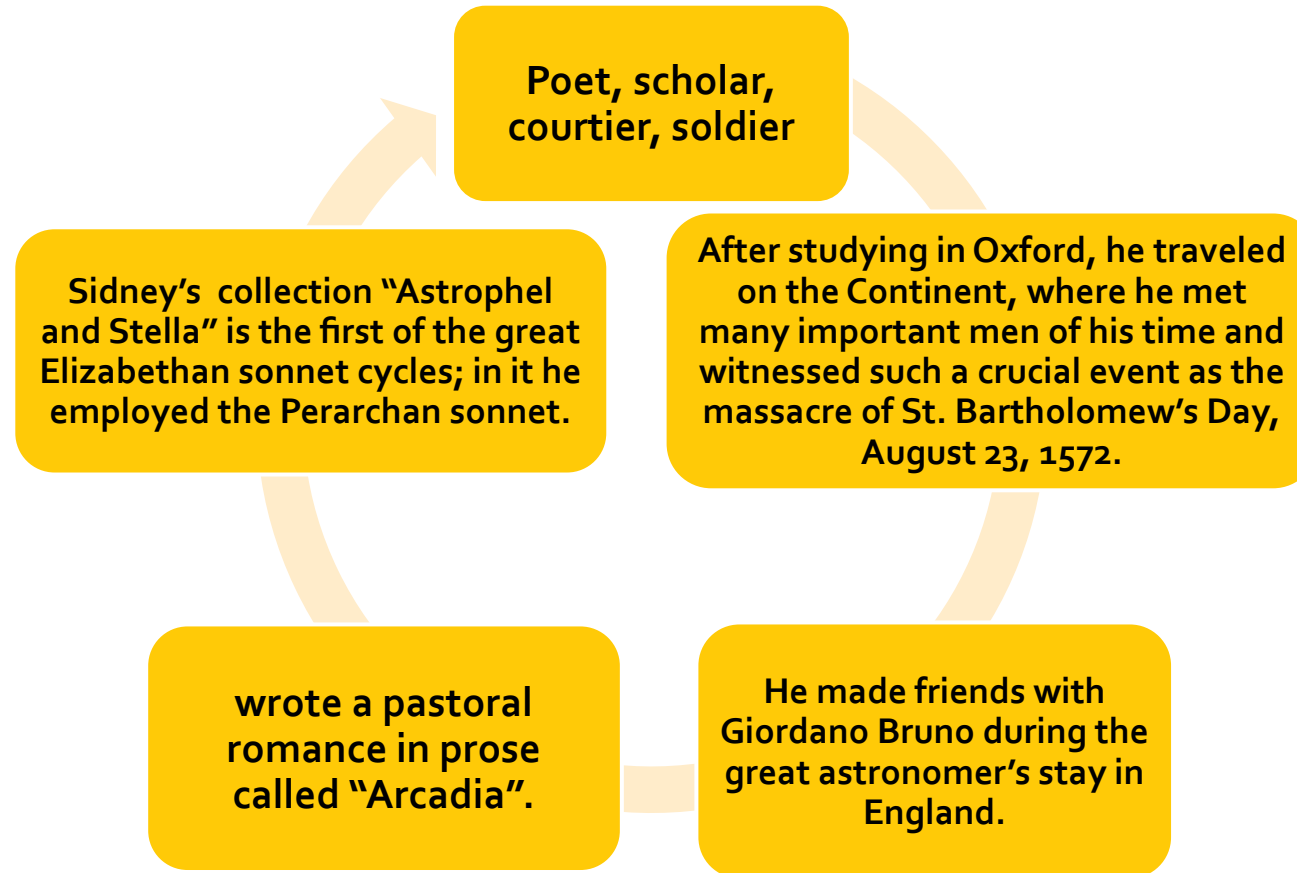 Poet, scholar,
courtier, soldier
After studying in Oxford, he traveled
on the Continent, where he met
many important men of his time and
witnessed such a crucial event as the
massacre of St. Bartholomew’s Day,
August 23, 1572.
He made friends with
Giordano Bruno during the
great astronomer’s stay in
England.
wrote a pastoral
romance in prose
called “Arcadia”.
Sidney’s  collection “Astrophel
and Stella” is the first of the great
Elizabethan sonnet cycles; in it he
employed the Perarchan sonnet.